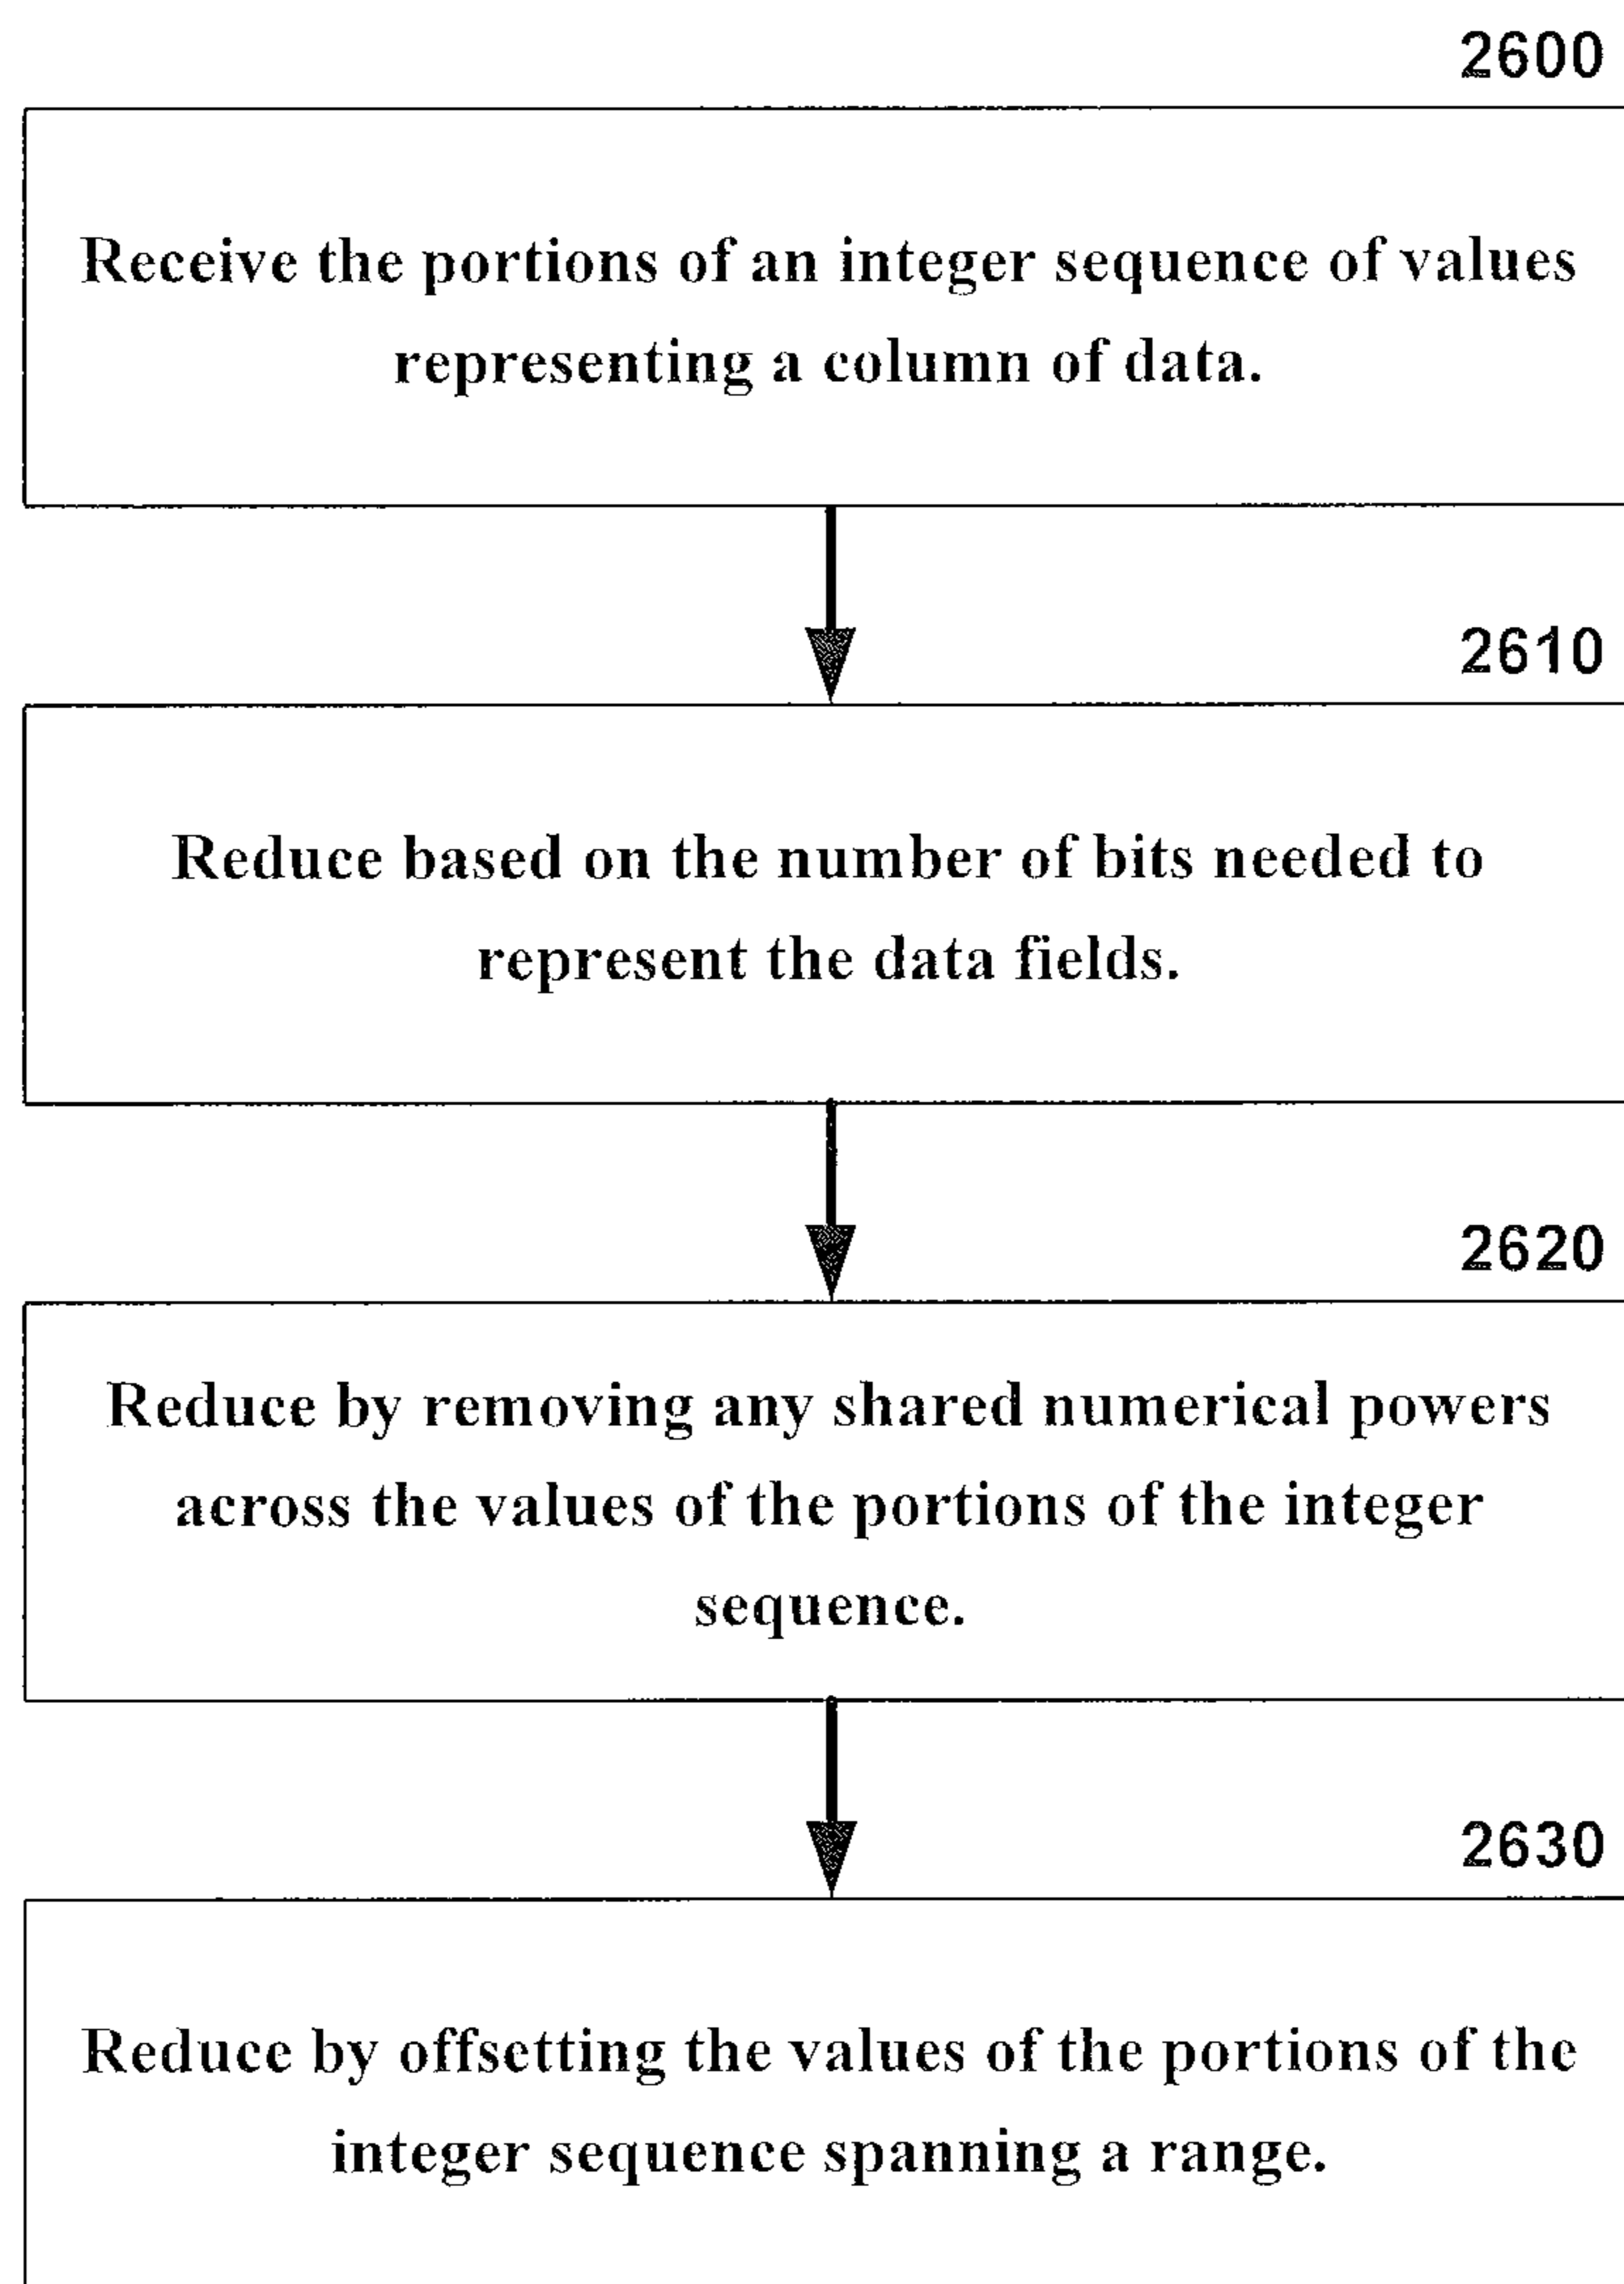 2600
Receive the portions of an integer sequence of values
representing a column of data.
2610
Reduce based on the number of bits needed to
represent the data fields.
2620
Reduce by removing any shared numerical powers
across the values of the portions of the integer
sequence.
2630
Reduce by offsetting the values of the portions of the
integer sequence spanning a range.